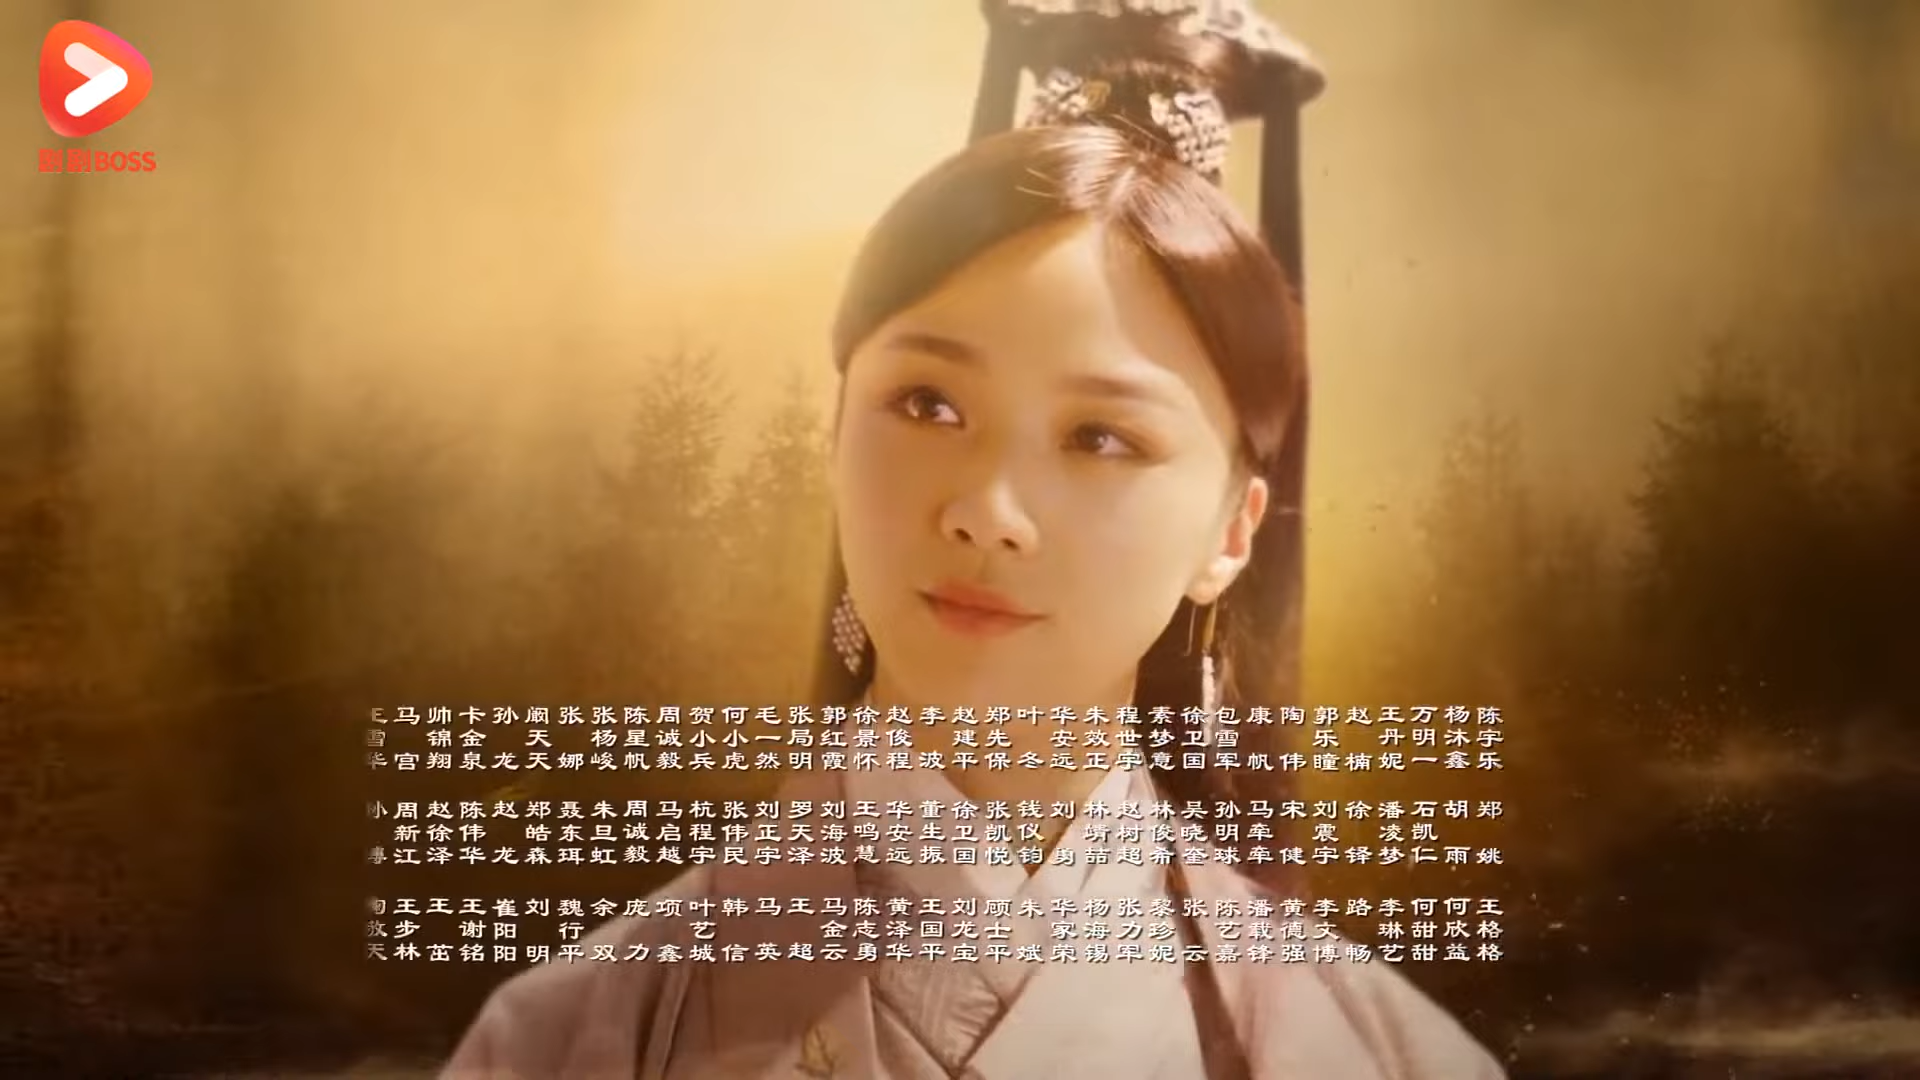 剧剧BOSS
陈宇乐
杨沐鑫
万明一
王丹妮
赵楠
郭乐瞳
陶伟
康帆
包雪军
徐卫国
素梦意
程世宇
朱效正
华安远
叶冬
郑先保
赵建平
李波
赵俊程
徐景怀
郭红霞
张局明
毛一然
何小虎
贺小兵
周诚毅
陈星帆
张杨峻
张娜
阚天天
孙龙
卡金泉
帅锦翔
马宫
王雪华
郑姚
胡雨
石凯仁
潘凌梦
徐铎
刘震宇
宋健
马牵牵
孙明球
吴晓奎
林俊希
赵树超
林靖喆
刘勇
钱仪钧
张凯悦
徐卫国
董生振
华安远
王鸣慧
刘海波
罗天泽
刘正宇
张伟民
杭程宇
马启越
周诚毅
朱旦虹
聂东珥
郑皓森
赵龙
陈伟华
赵徐泽
周新江
王格格
何欣益
何甜甜
李琳艺
路畅
李文博
黄德强
潘载锋
陈艺嘉
张云
黎珍妮
张力军
杨海锡
华家荣
朱斌
顾士平
刘龙宝
王国平
黄泽华
陈志勇
马金云
王超
马英
韩信
叶艺城
项鑫
庞力
余双
魏行平
刘明
崔阳阳
王谢铭
王茁
王步林